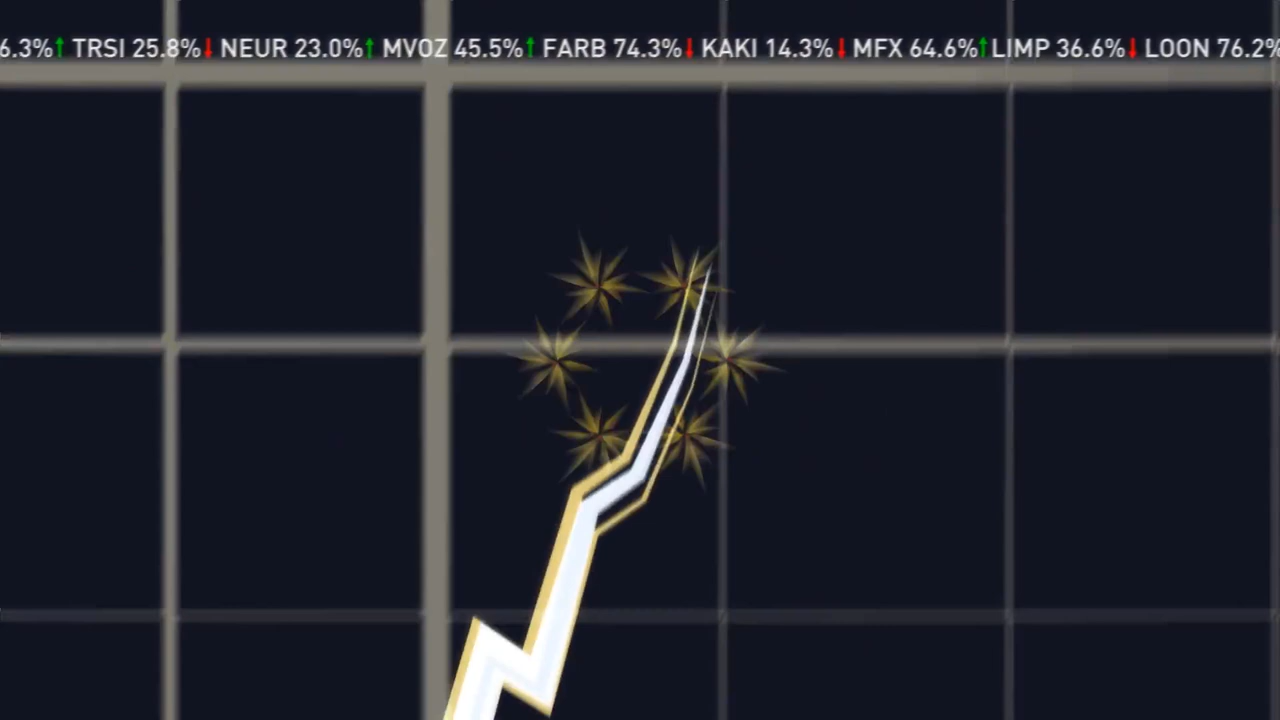 6.3%↑ TRSI 25.8%↓ NEUR 23.0%↑ MVOZ 45.5%↑ FARB 74.3%↓ KAKI 14.3%↓ MFX 64.6%↑ LIMP 36.6%↓ LOON 76.2%